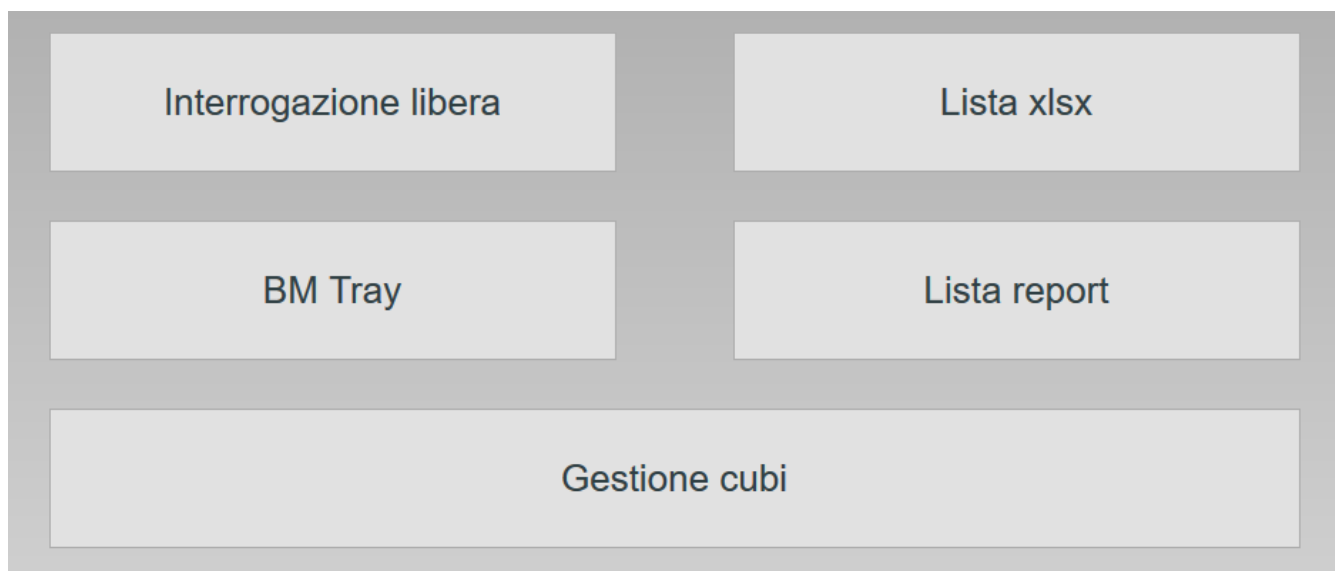 Interrogazione libera
Lista xlsx
BM Tray
Lista report
Gestione cubi